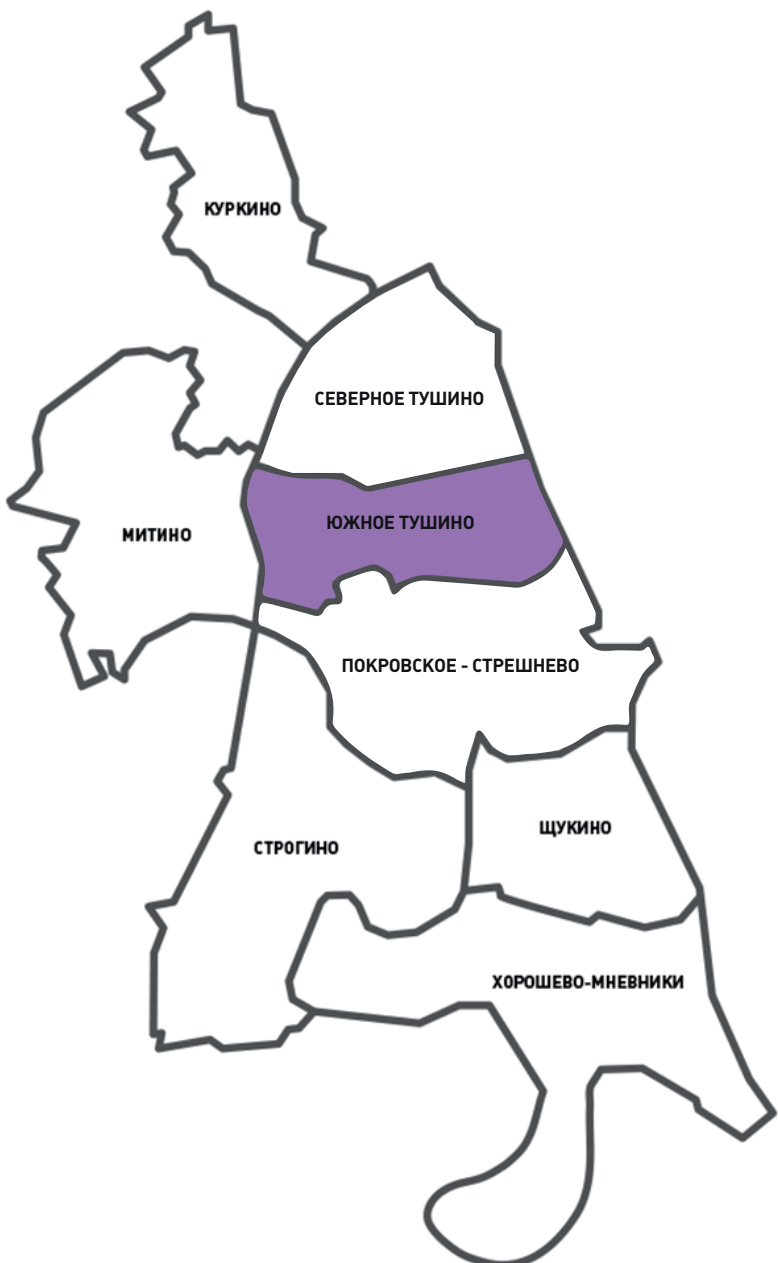 КУРКИНО
СЕВЕРНОЕ ТУШИНО
ЮЖНОЕ ТУШИНО
МИТИНО
ПОКРОВСКОЕ - СТРЕШНЕВО
ЩУКИНО
СТРОГИНО
ХОРОШЕВО-МНЕВНИКИ